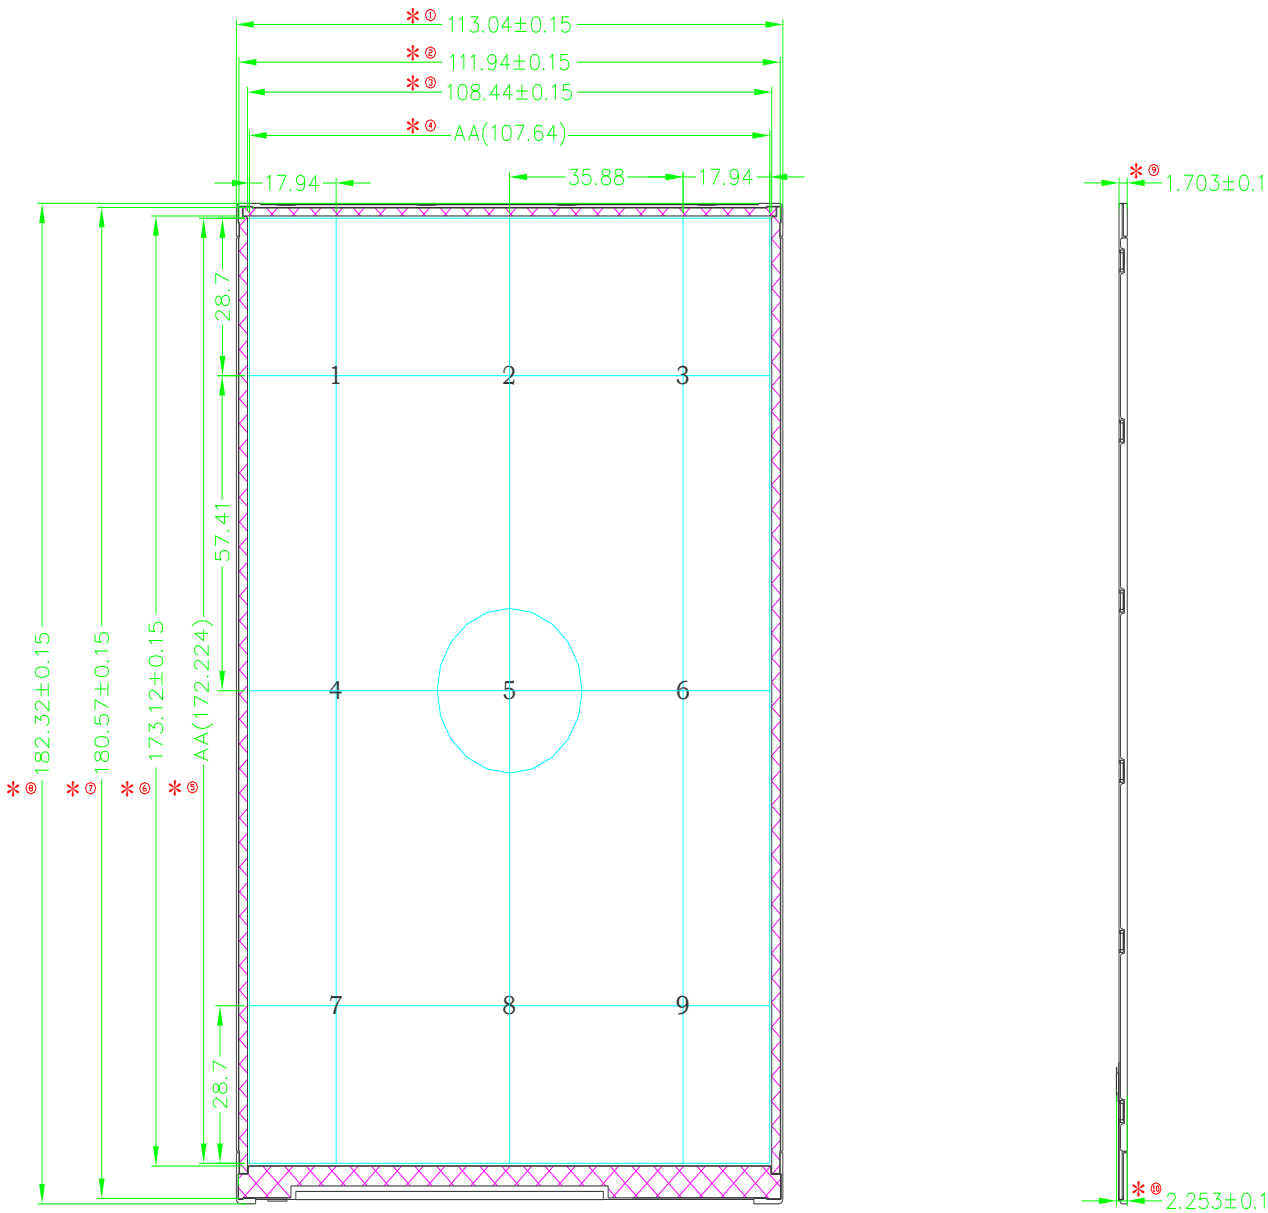 * ① 113.04±0.15
* ② 111.94±0.15
* ③ 108.44±0.15
* ④ AA(107.64)
17.94 35.88 17.94
* ⑨ 1.703±0.1
28.7
1 2 3
57.41
4 5 6
* ⑧ 182.32±0.15
* ⑦ 180.57±0.15
* ⑥ 173.12±0.15
* ⑤ AA(172.224)
7 8 9
28.7
* ⑩ 2.253±0.1